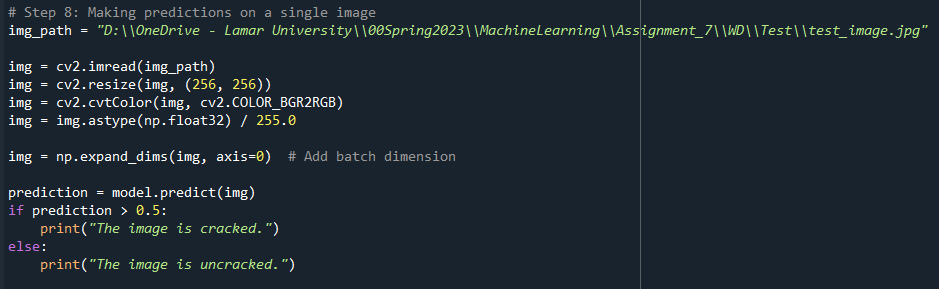 # Step 8: Making predictions on a single image
img_path = "D:\\OneDrive - Lamar University\\00Spring2023\\MachineLearning\\Assignment_7\\WD\\Test\\test_image.jpg"
img = cv2.imread(img_path)
img = cv2.resize(img, (256, 256))
img = cv2.cvtColor(img, cv2.COLOR_BGR2RGB)
img = img.astype(np.float32) / 255.0
img = np.expand_dims(img, axis=0)  # Add batch dimension
prediction = model.predict(img)
if prediction > 0.5:
    print("The image is cracked.")
else:
    print("The image is uncracked.")